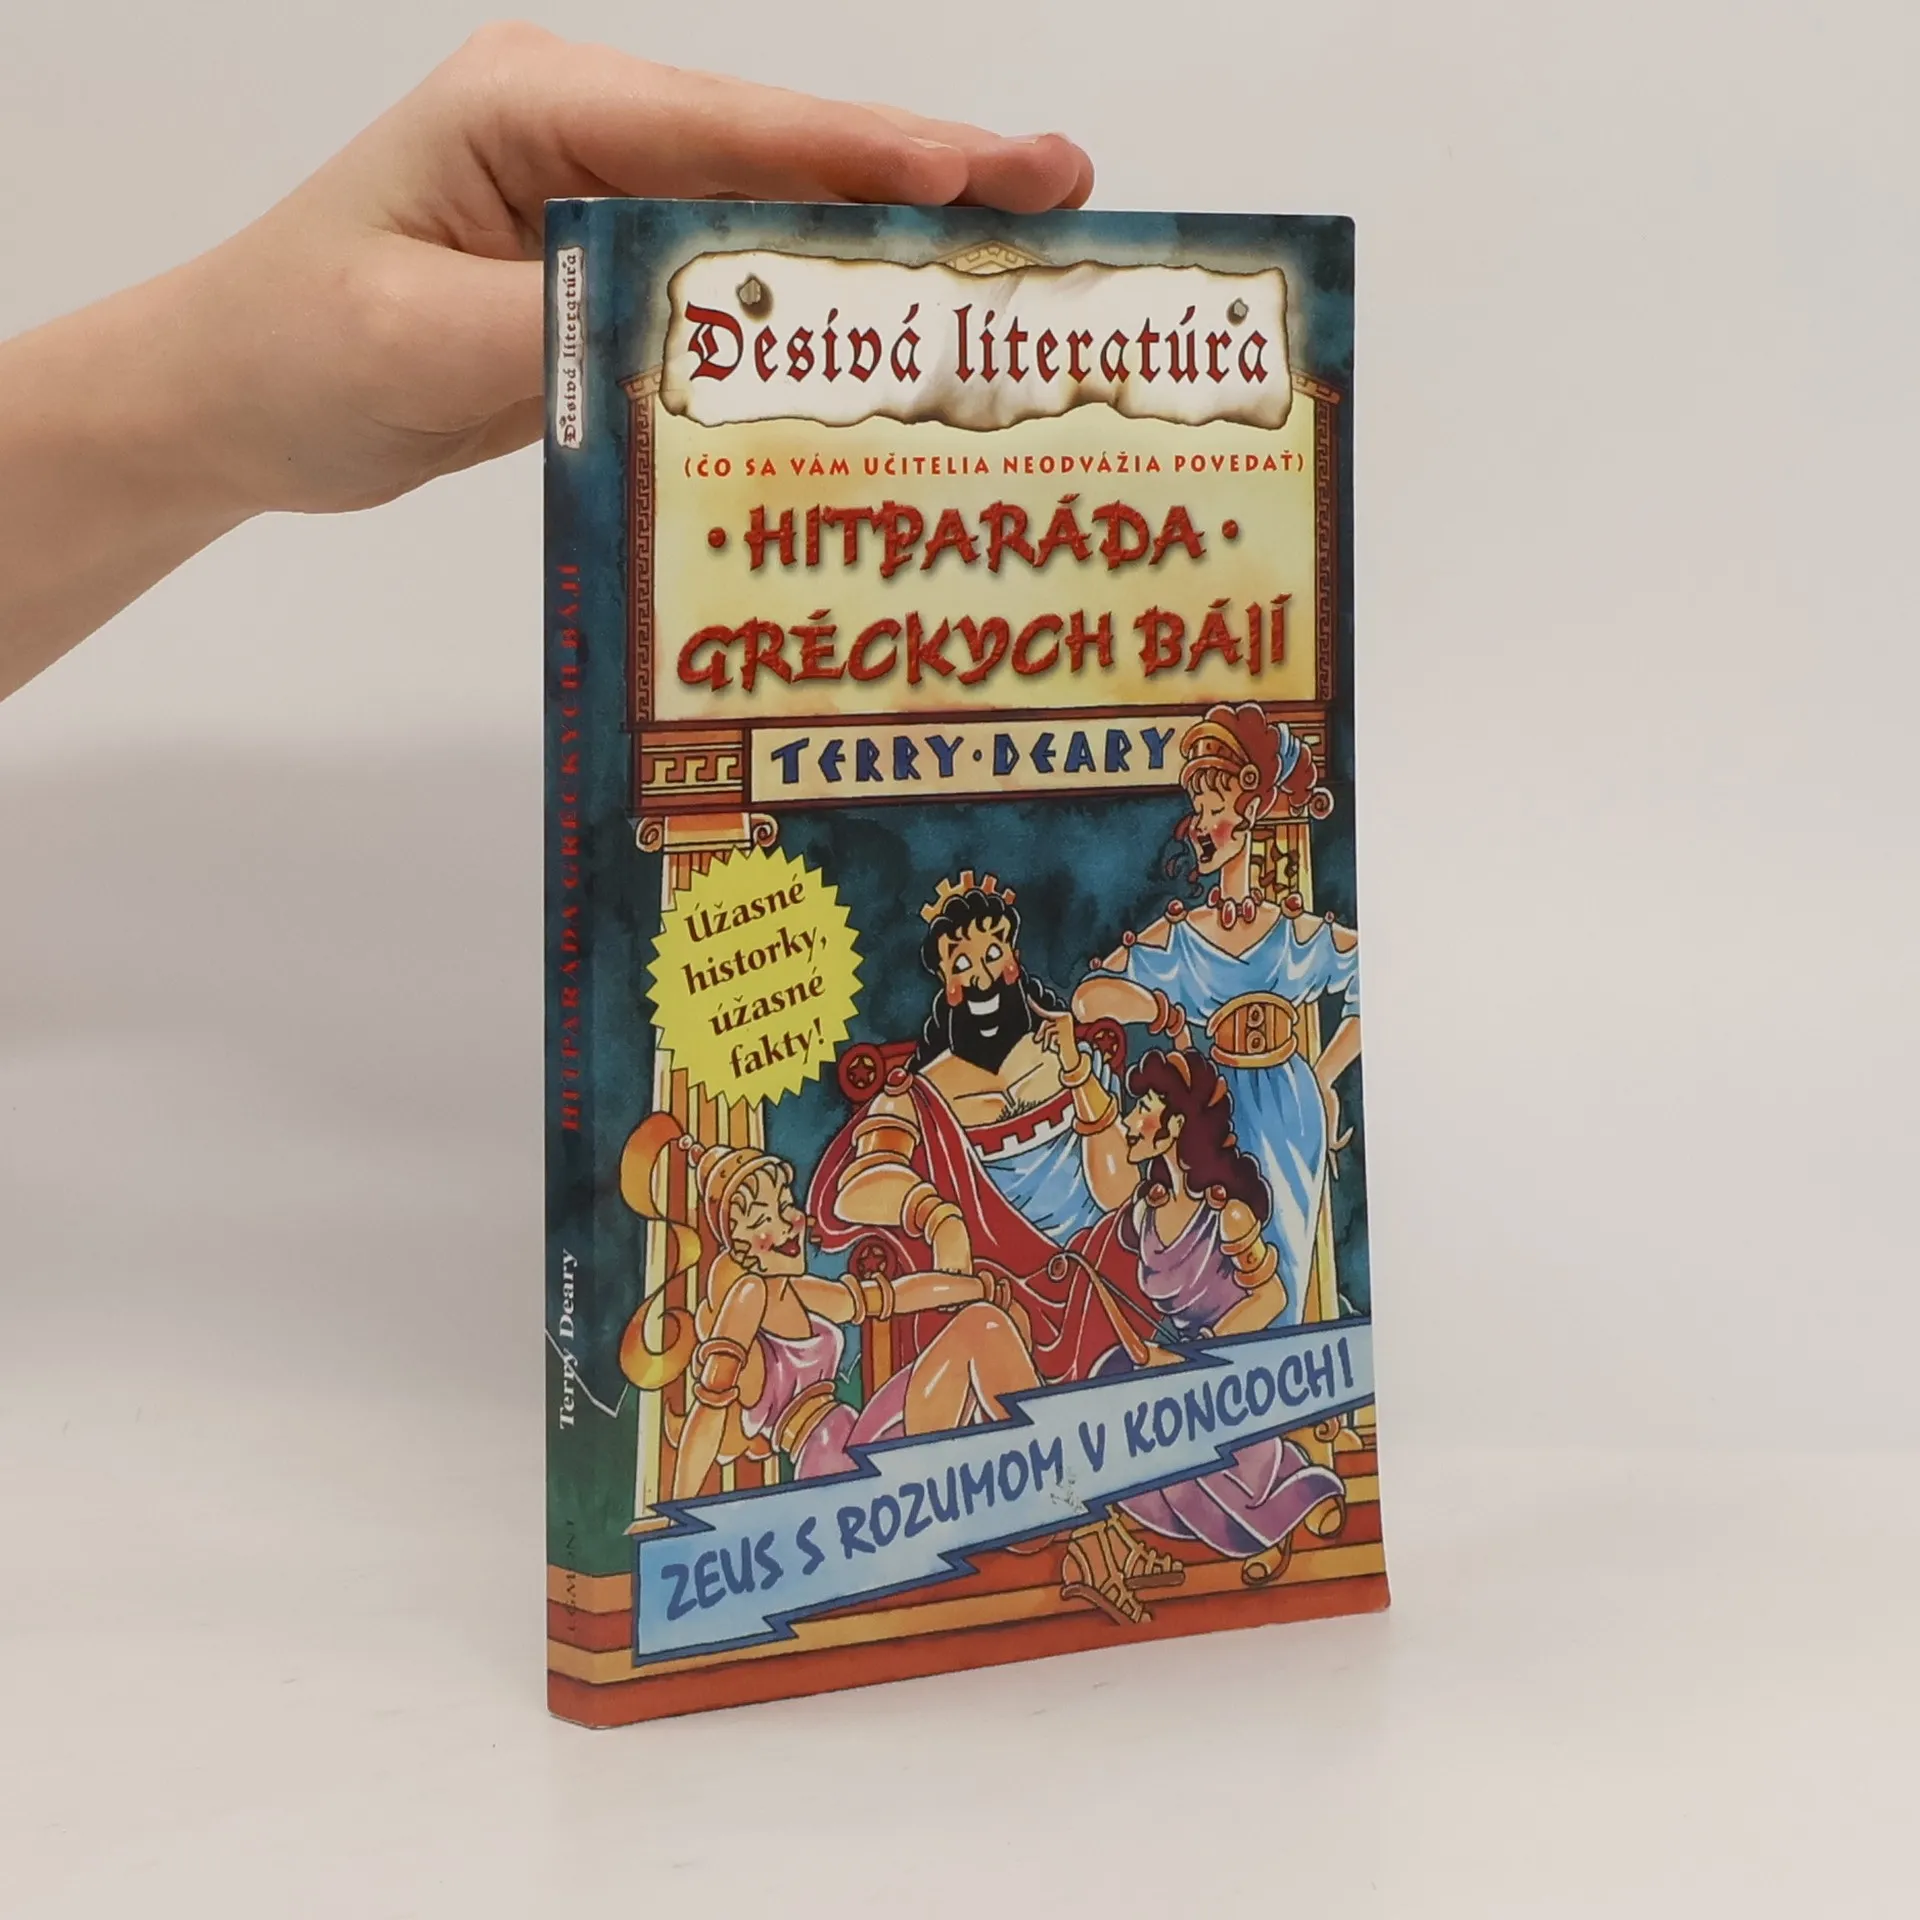 Desivá literatúra
(ČO SA VÁM UČITELIA NEODVÁŽIA POVEDAŤ)
• HITPARÁDA •
GRÉCKYCH BÁJÍ
TERRY • DEARY
Úžasné
historky,
úžasné
fakty!
ZEUS S ROZUMOM V KONCOCH!
Desivá literatúra
HITPARÁDA GRÉCKYCH BÁJÍ
Terry Deary
EGMONT